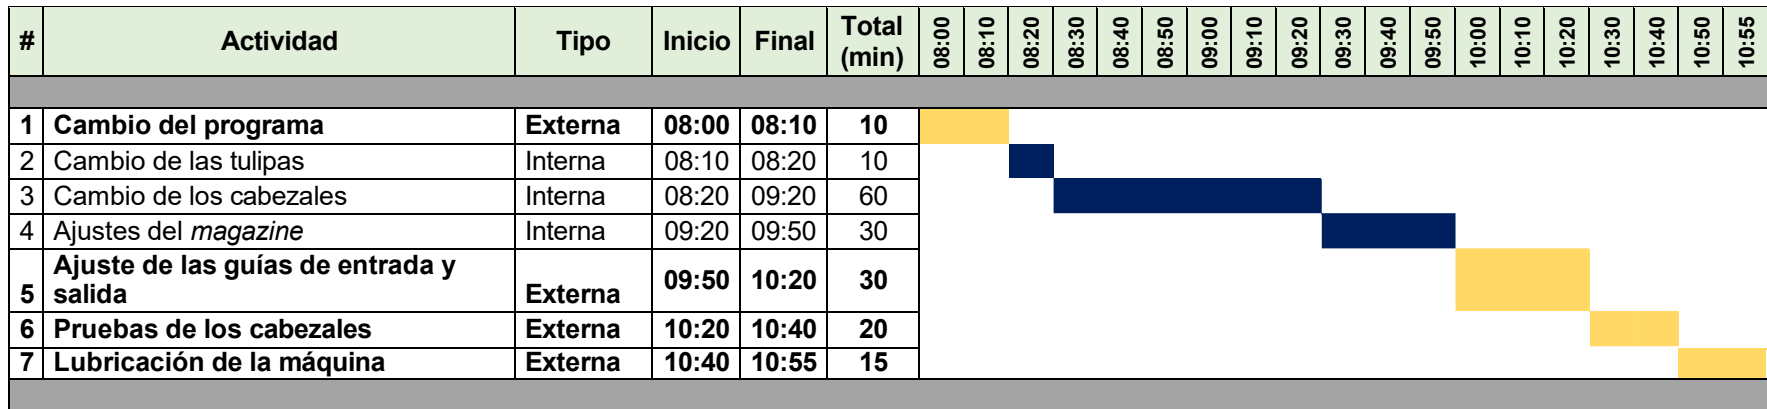 # Actividad Tipo Inicio Final Total (min) 08:00 08:10 08:20 08:30 08:40 08:50 09:00 09:10 09:20 09:30 09:40 09:50 10:00 10:10 10:20 10:30 10:40 10:50 10:55
1 Cambio del programa Externa 08:00 08:10 10
2 Cambio de las tulipas Interna 08:10 08:20 10
3 Cambio de los cabezales Interna 08:20 09:20 60
4 Ajustes del magazine Interna 09:20 09:50 30
5 Ajuste de las guías de entrada y salida Externa 09:50 10:20 30
6 Pruebas de los cabezales Externa 10:20 10:40 20
7 Lubricación de la máquina Externa 10:40 10:55 15